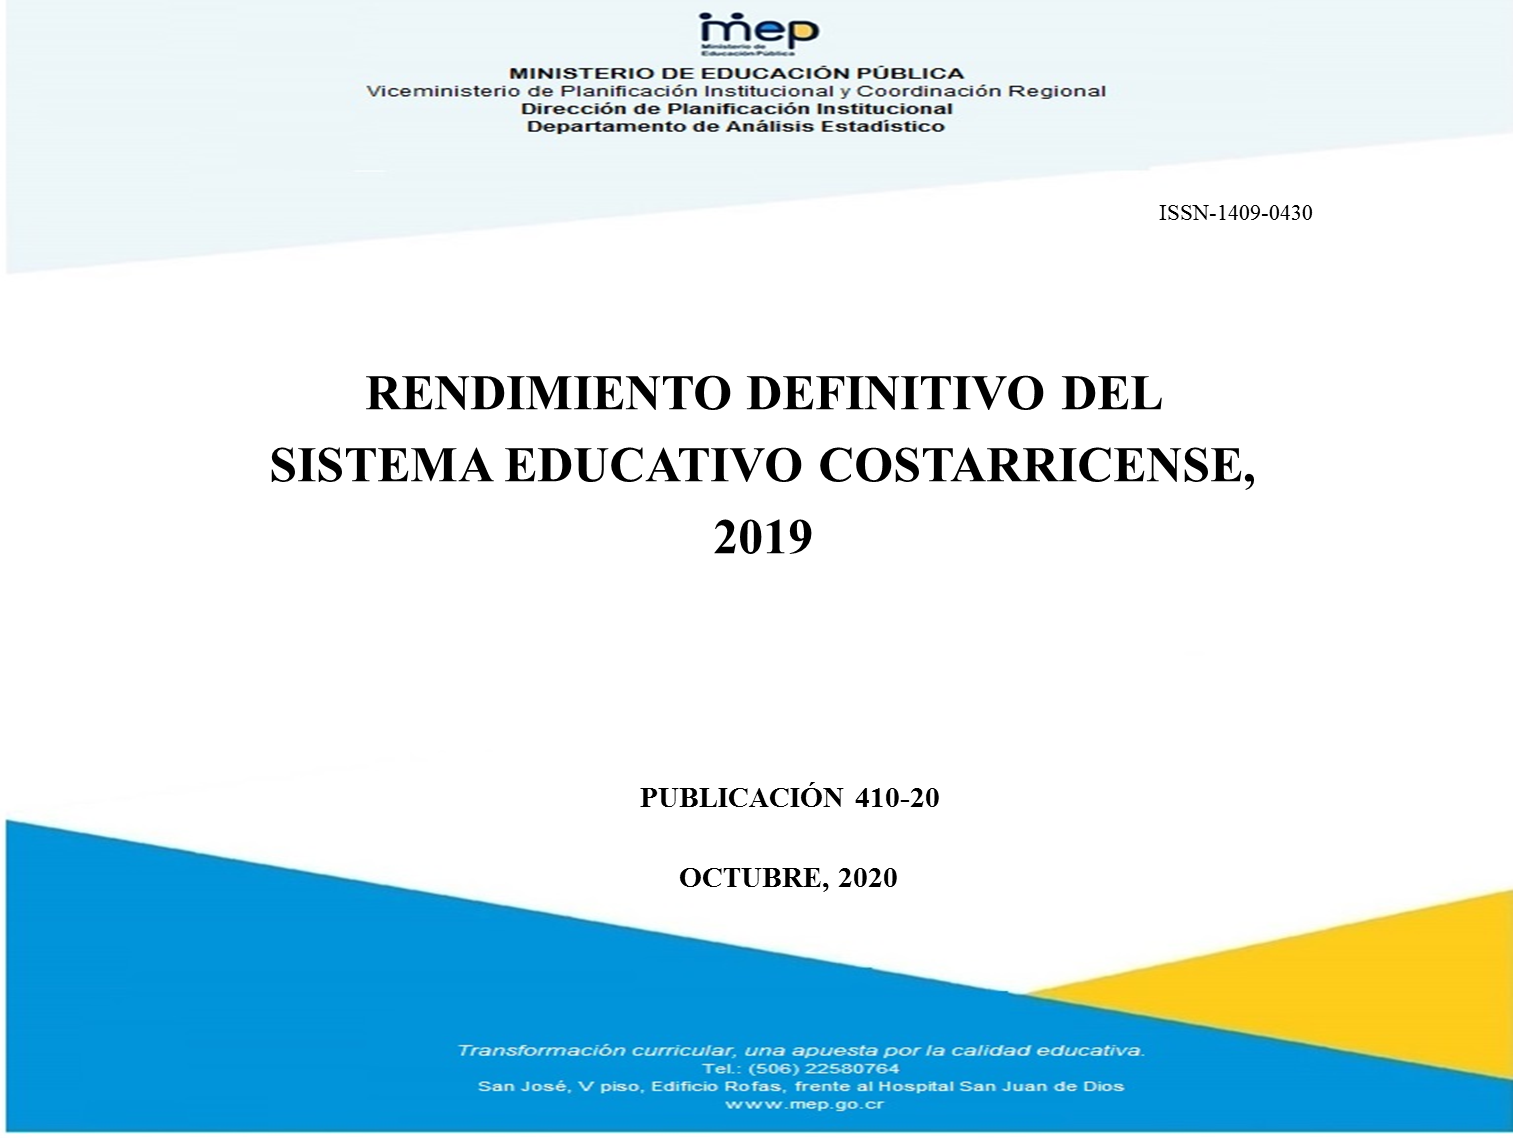 mep
Ministerio de
Educación Pública
MINISTERIO DE EDUCACIÓN PÚBLICA
Viceministerio de Planificación Institucional y Coordinación Regional
Dirección de Planificación Institucional
Departamento de Análisis Estadístico
ISSN-1409-0430
RENDIMIENTO DEFINITIVO DEL
SISTEMA EDUCATIVO COSTARRICENSE,
2019
PUBLICACIÓN 410-20
OCTUBRE, 2020
Transformación curricular, una apuesta por la calidad educativa.
Tel.: (506) 22580764
San José, V piso, Edificio Rofas, frente al Hospital San Juan de Dios
www.mep.go.cr